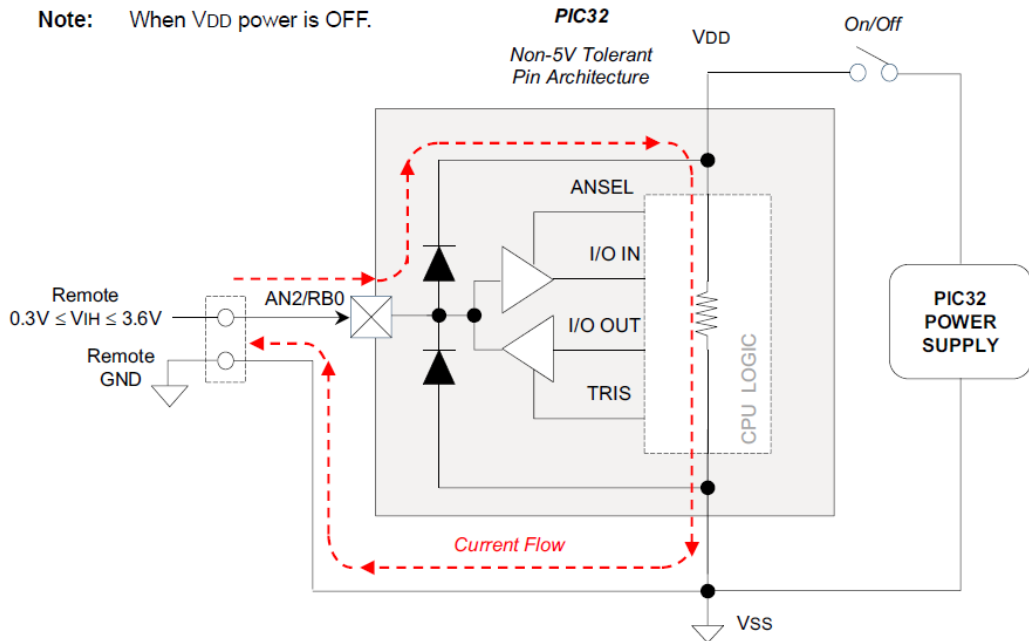 Note: When VDD power is OFF.
PIC32
Non-5V Tolerant
Pin Architecture
VDD
On/Off
ANSEL
I/O IN
Remote
0.3V ≤ VIH ≤ 3.6V
AN2/RB0
I/O OUT
Remote
GND
TRIS
CPU LOGIC
PIC32
POWER
SUPPLY
Current Flow
VSS